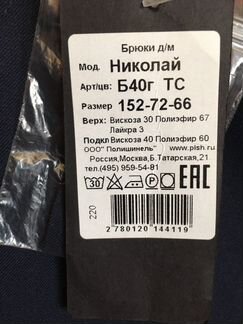 Брюки д/м
Мод. Николай
Арт/цв: Б40г ТС
Размер 152-72-66
Верх: Вискоза 30 Полиэфир 67
Лайкра 3
Подкл Вискоза 40 Полиэфир 60
ООО" Полишинель" www.plsh.ru
Россия,Москва,Б.Татарская,21
тел.(495) 959-54-81
30 EAC
220
2 780120 144119